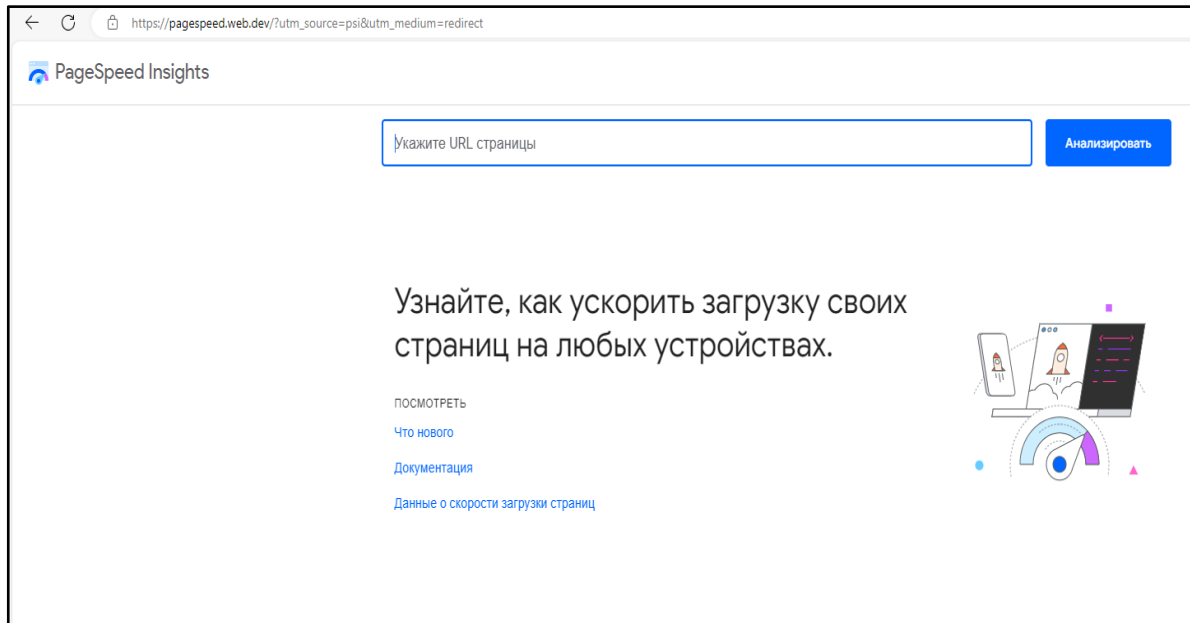 https://pagespeed.web.dev/?utm_source=psi&utm_medium=redirect
PageSpeed Insights
Укажите URL страницы
Анализировать
Узнайте, как ускорить загрузку своих
страниц на любых устройствах.
ПОСМОТРЕТЬ
Что нового
Документация
Данные о скорости загрузки страниц